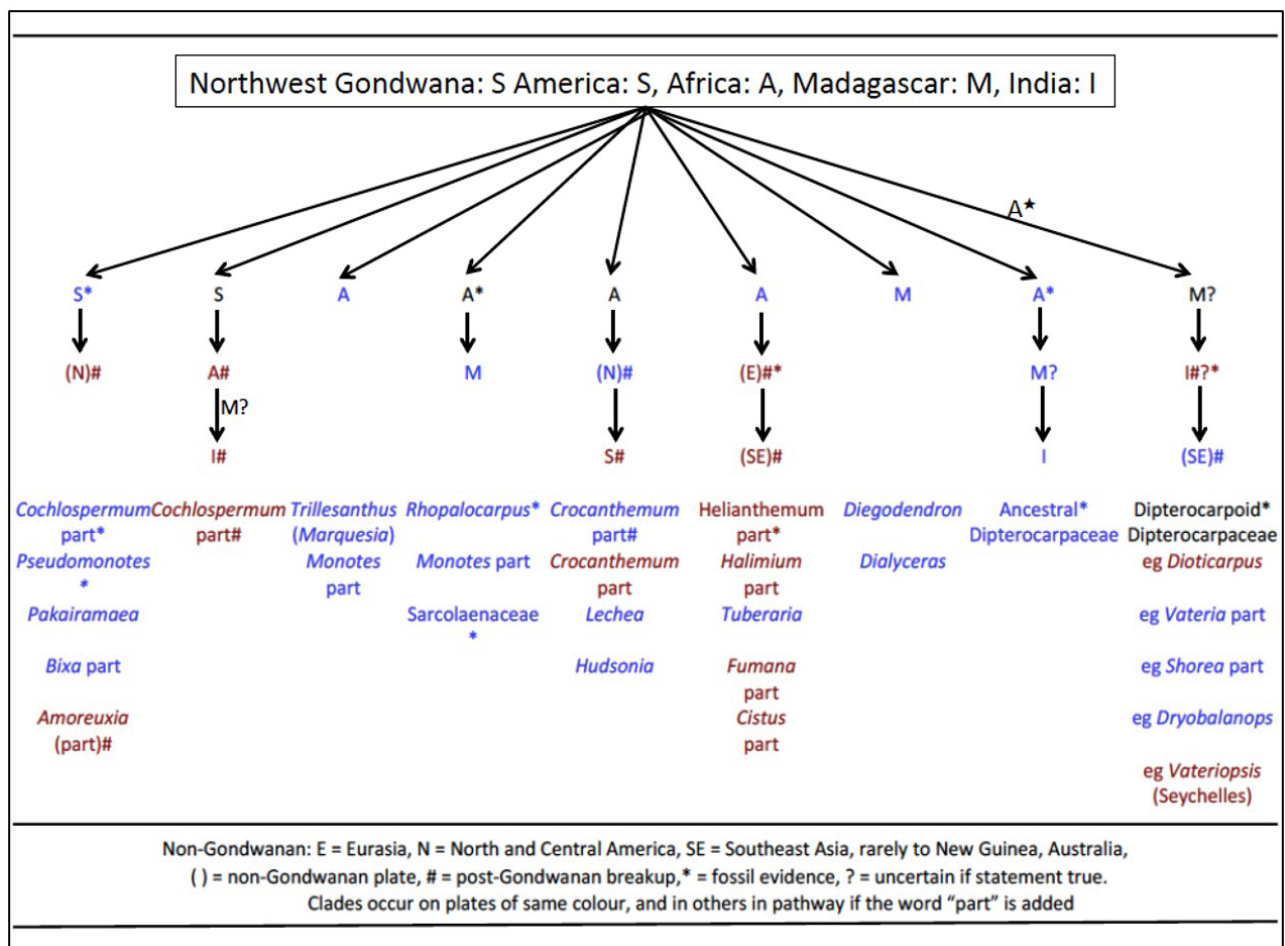 Northwest Gondwana: S America: S, Africa: A, Madagascar: M, India: I
A★
S* S A A* A A M A* M?
(N)# A# M (N)# (E)#* M? I#?*
M?
I# S# (SE)# I (SE)#
Cochlospermum Cochlospermum Trillesanthus Rhopalocarpus* Crocanthemum Helianthemum Diegodendron Ancestral* Dipterocarpoid*
part* part# (Marquesia) part# part* Dipterocarpaceae Dipterocarpaceae
Pseudomonotes Monotes Monotes part Crocanthemum Halimium Dialyceras eg Dioticarpus
* part part part
Pakairamaea Sarcolaenaceae Lechea Tuberaria eg Vateria part
*
Bixa part Hudsonia Fumana eg Shorea part
part
Amoreuxia Cistus eg Dryobalanops
(part)# part
eg Vateriopsis
(Seychelles)
Non-Gondwanan: E = Eurasia, N = North and Central America, SE = Southeast Asia, rarely to New Guinea, Australia,
( ) = non-Gondwanan plate, # = post-Gondwanan breakup,* = fossil evidence, ? = uncertain if statement true.
Clades occur on plates of same colour, and in others in pathway if the word "part" is added